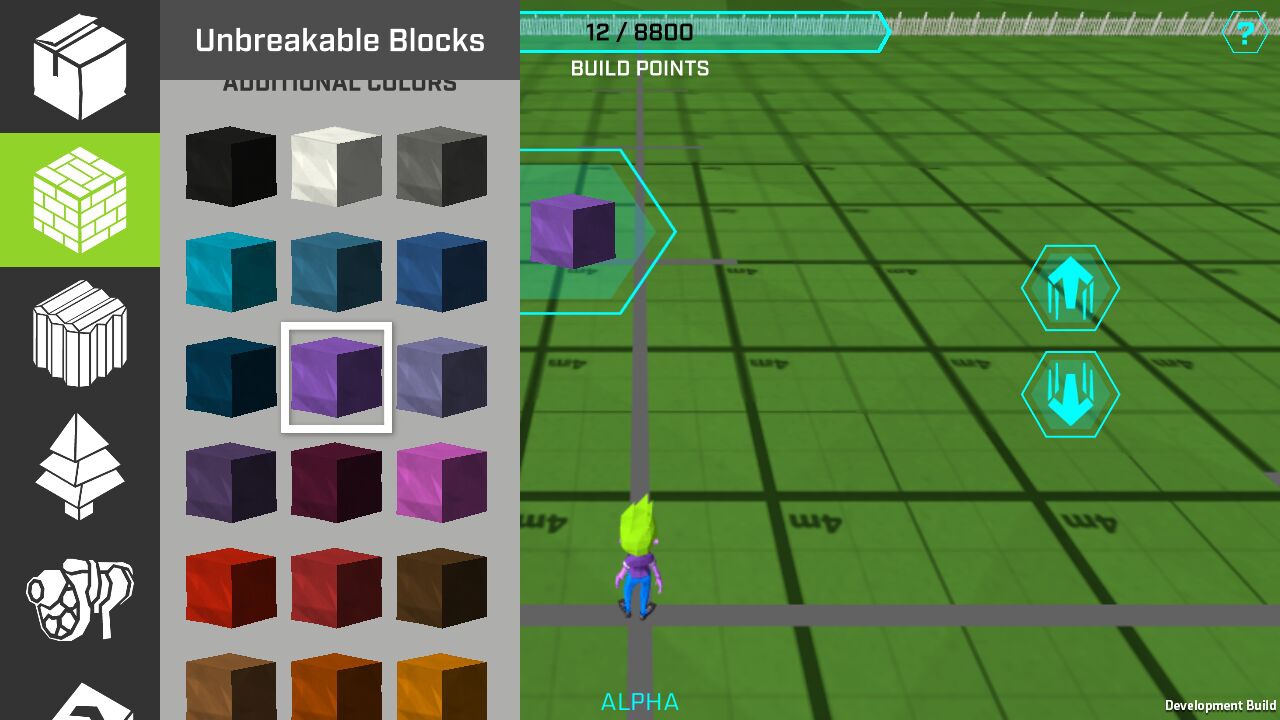 Unbreakable Blocks
ADDITIONAL COLORS
12 / 8800
BUILD POINTS
?
4m
4m
4m
4m
4m
4m
4m
ALPHA
Development Build